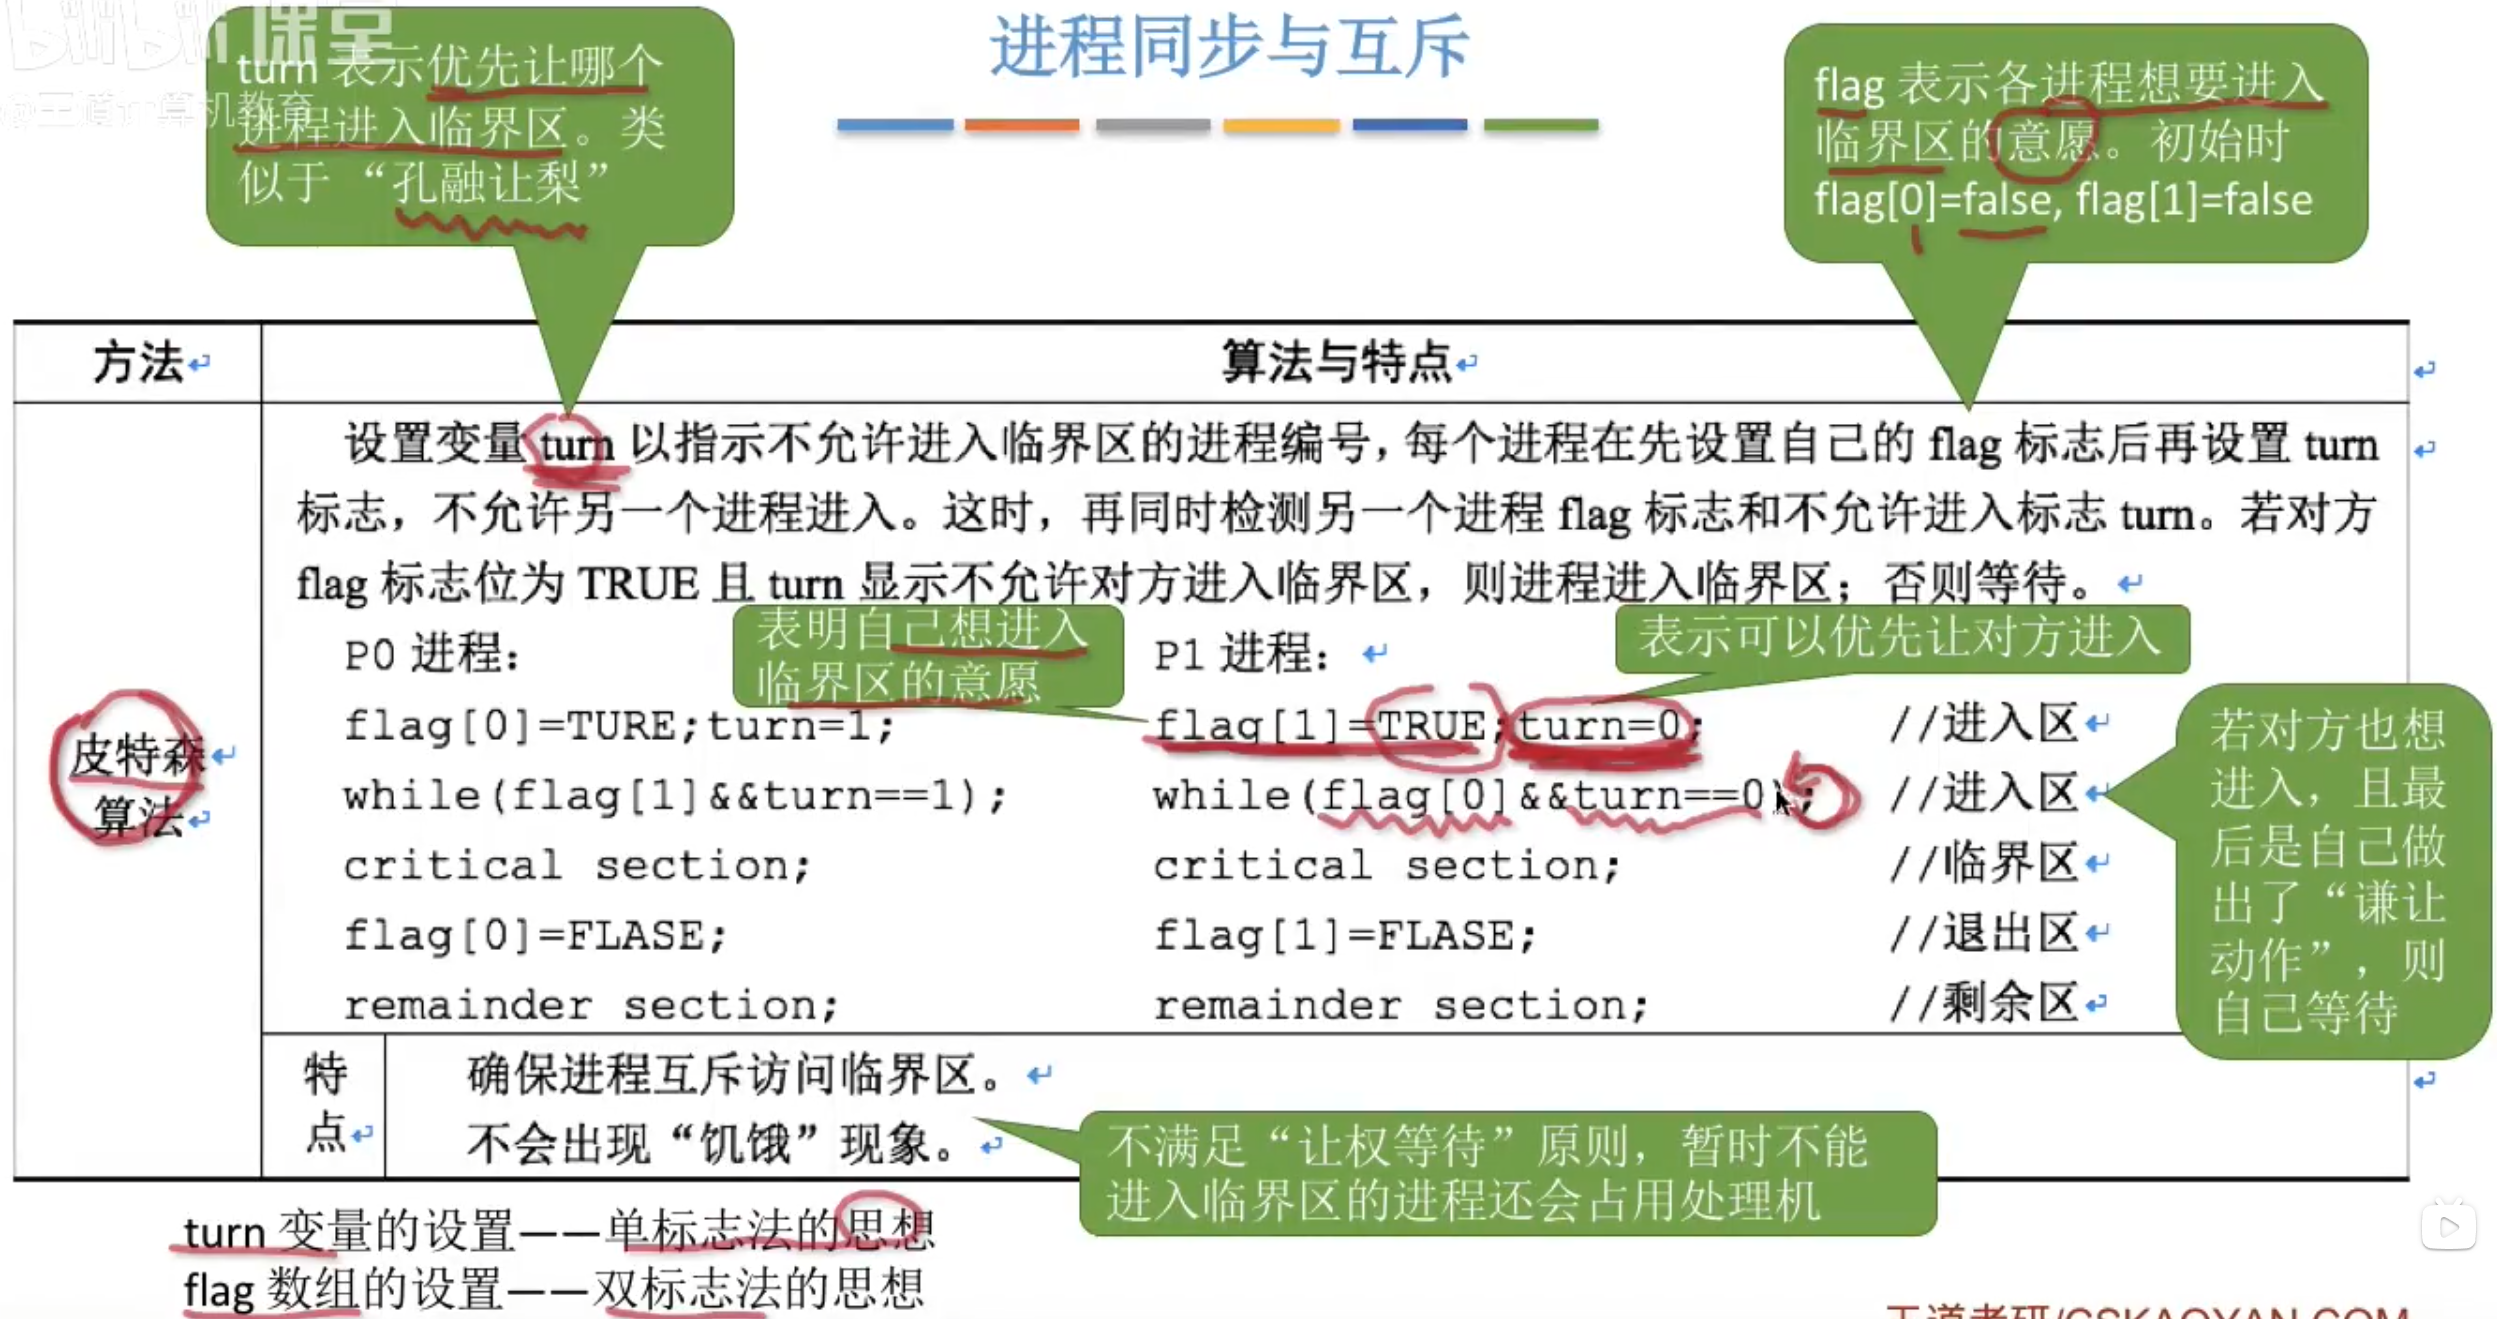 bilibili 课堂
@王道计算机教育
turn 表示优先让哪个
进程进入临界区。类
似于“孔融让梨”
进程同步与互斥
flag 表示各进程想要进入
临界区的意愿。初始时
flag[0]=false, flag[1]=false
方法
算法与特点
设置变量 turn 以指示不允许进入临界区的进程编号，每个进程在先设置自己的 flag 标志后再设置 turn
标志，不允许另一个进程进入。这时，再同时检测另一个进程 flag 标志和不允许进入标志 turn。若对方
flag 标志位为 TRUE 且 turn 显示不允许对方进入临界区，则进程进入临界区；否则等待。
表明自己想进入
临界区的意愿
表示可以优先让对方进入
皮特森
算法
P0 进程： P1 进程：
flag[0]=TURE;turn=1; flag[1]=TRUE;turn=0; //进入区
while(flag[1]&&turn==1); while(flag[0]&&turn==0); //进入区
critical section; critical section; //临界区
flag[0]=FLASE; flag[1]=FLASE; //退出区
remainder section; remainder section; //剩余区
若对方也想
进入，且最
后是自己做
出了“谦让
动作”，则
自己等待
特
点
确保进程互斥访问临界区。
不会出现“饥饿”现象。
不满足“让权等待”原则，暂时不能
进入临界区的进程还会占用处理机
turn 变量的设置——单标志法的思想
flag 数组的设置——双标志法的思想
王道考研/CSKAOYAN.COM